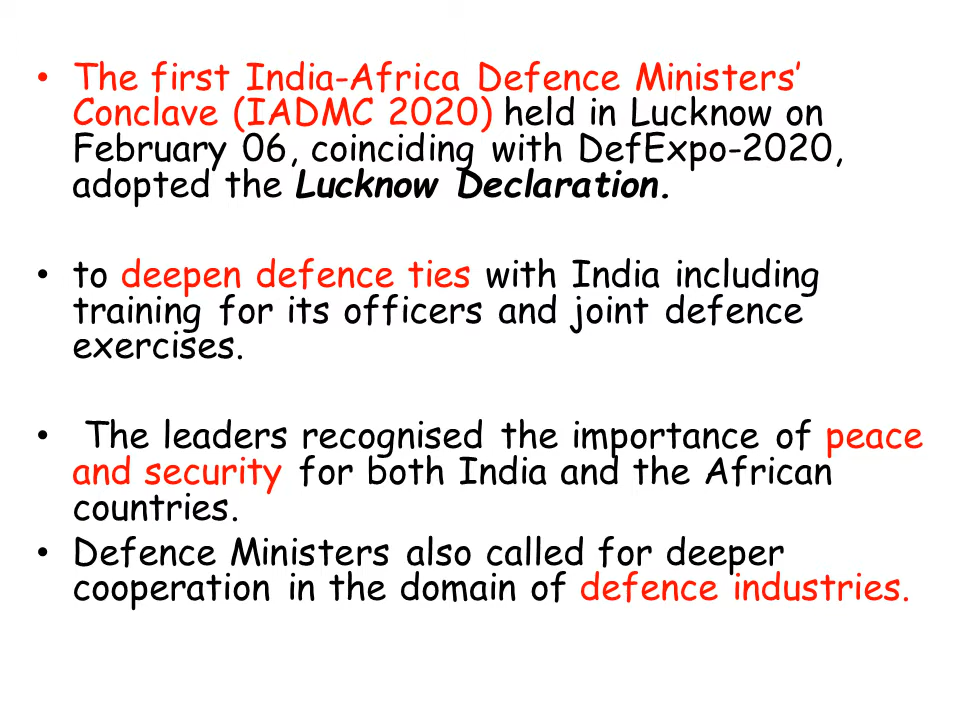 • The first India-Africa Defence Ministers’
Conclave (IADMC 2020) held in Lucknow on
February 06, coinciding with DefExpo-2020,
adopted the Lucknow Declaration.
• to deepen defence ties with India including
training for its officers and joint defence
exercises.
• The leaders recognised the importance of peace
and security for both India and the African
countries.
• Defence Ministers also called for deeper
cooperation in the domain of defence industries.